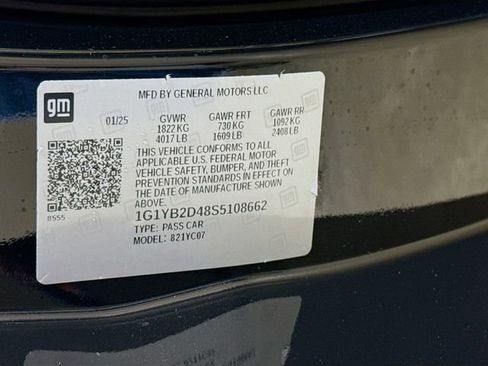 gm
MFD BY GENERAL MOTORS LLC
01/25 GVWR GAWR FRT GAWR RR
1822 KG 730 KG 1092 KG
4017 LB 1609 LB 2408 LB
THIS VEHICLE CONFORMS TO ALL
APPLICABLE U.S. FEDERAL MOTOR
VEHICLE SAFETY, BUMPER, AND THEFT
PREVENTION STANDARDS IN EFFECT ON
THE DATE OF MANUFACTURE SHOWN
ABOVE.
8555
1G1YB2D48S5108662
TYPE: PASS CAR
MODEL: 821YC07